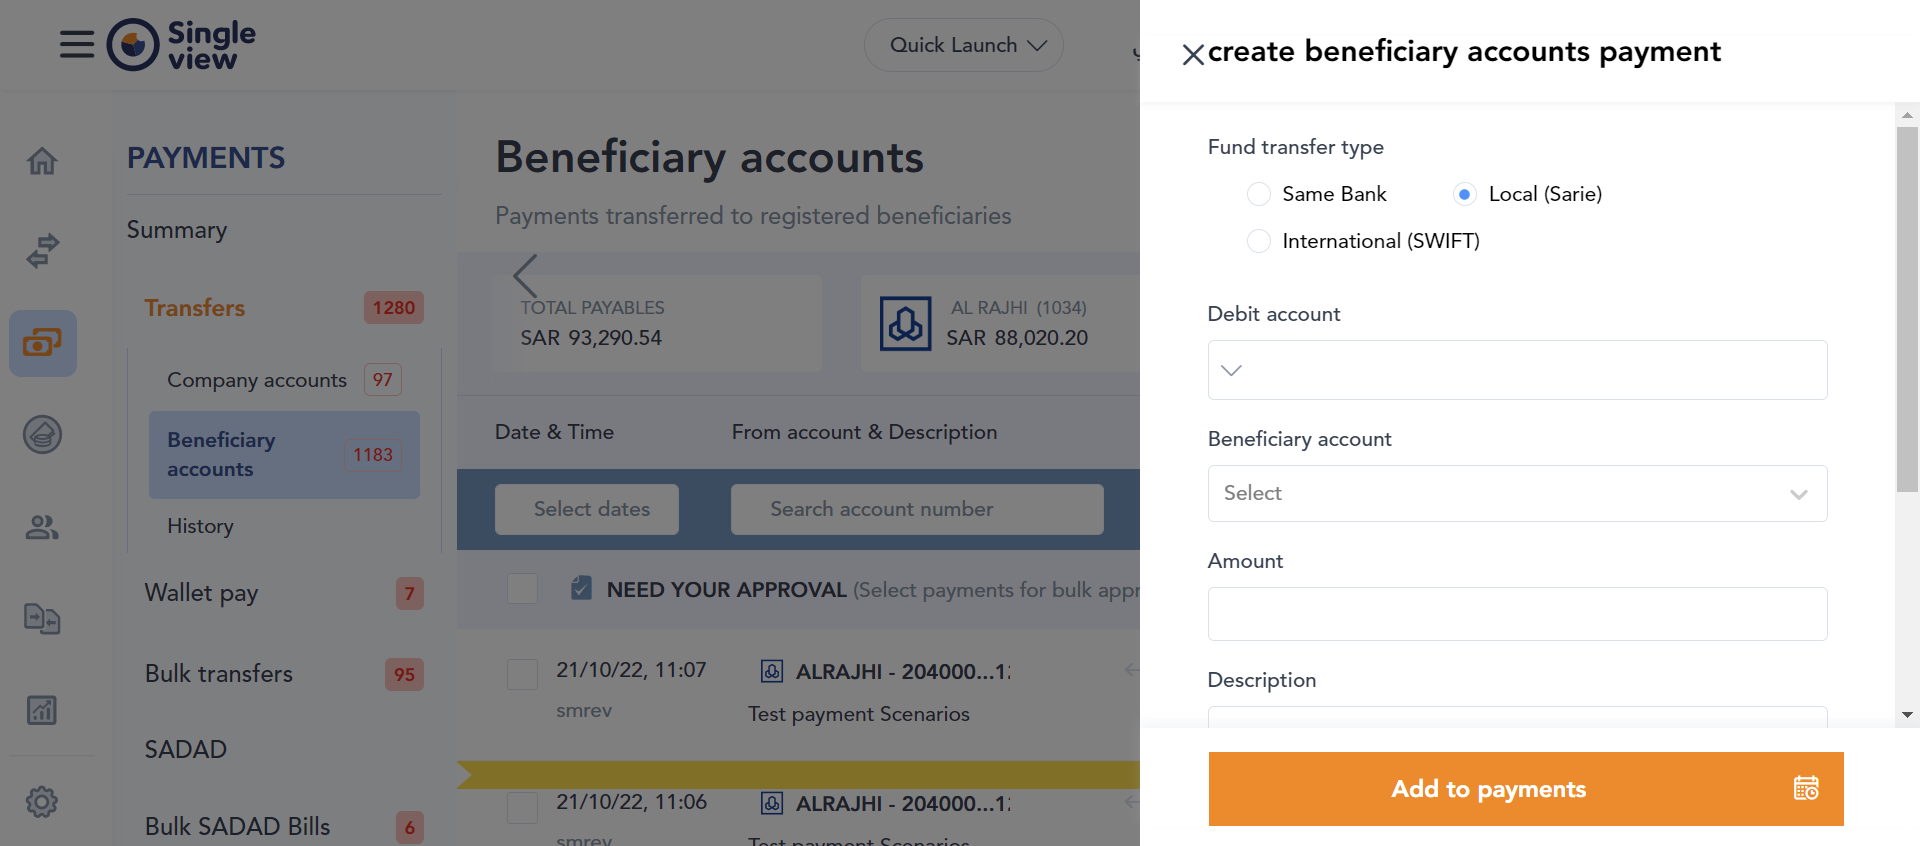 Single
view
Quick Launch
PAYMENTS
Summary
Transfers 1280
Company accounts 97
Beneficiary
accounts 1183
History
Wallet pay 7
Bulk transfers 95
SADAD
Bulk SADAD Bills 6
Beneficiary accounts
Payments transferred to registered beneficiaries
TOTAL PAYABLES
SAR 93,290.54
AL RAJHI (1034)
SAR 88,020.20
Date & Time From account & Description
Select dates Search account number
NEED YOUR APPROVAL (Select payments for bulk appr
21/10/22, 11:07 ALRAJHI - 204000...12
smrev Test payment Scenarios
21/10/22, 11:06 ALRAJHI - 204000...12
smrev Test payment Scenarios
create beneficiary accounts payment
Fund transfer type
Same Bank Local (Sarie)
International (SWIFT)
Debit account
Beneficiary account
Select
Amount
Description
Add to payments